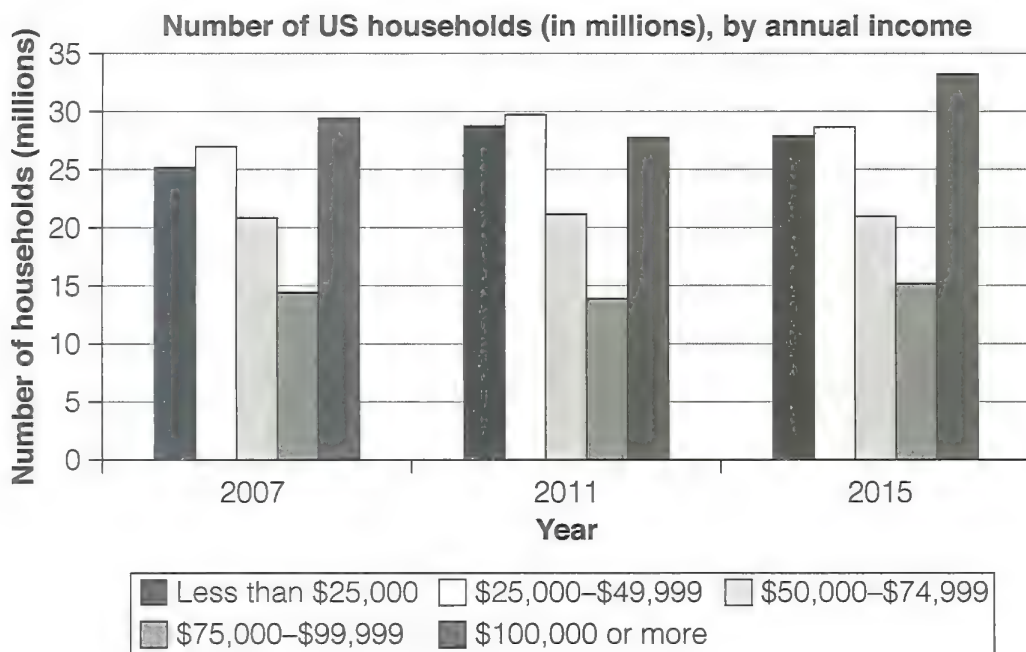 Number of US households (in millions), by annual income
Number of households (millions)
35
30
25
20
15
10
5
0
2007 2011 2015
Year
Less than $25,000 $25,000–$49,999 $50,000–$74,999
$75,000–$99,999 $100,000 or more